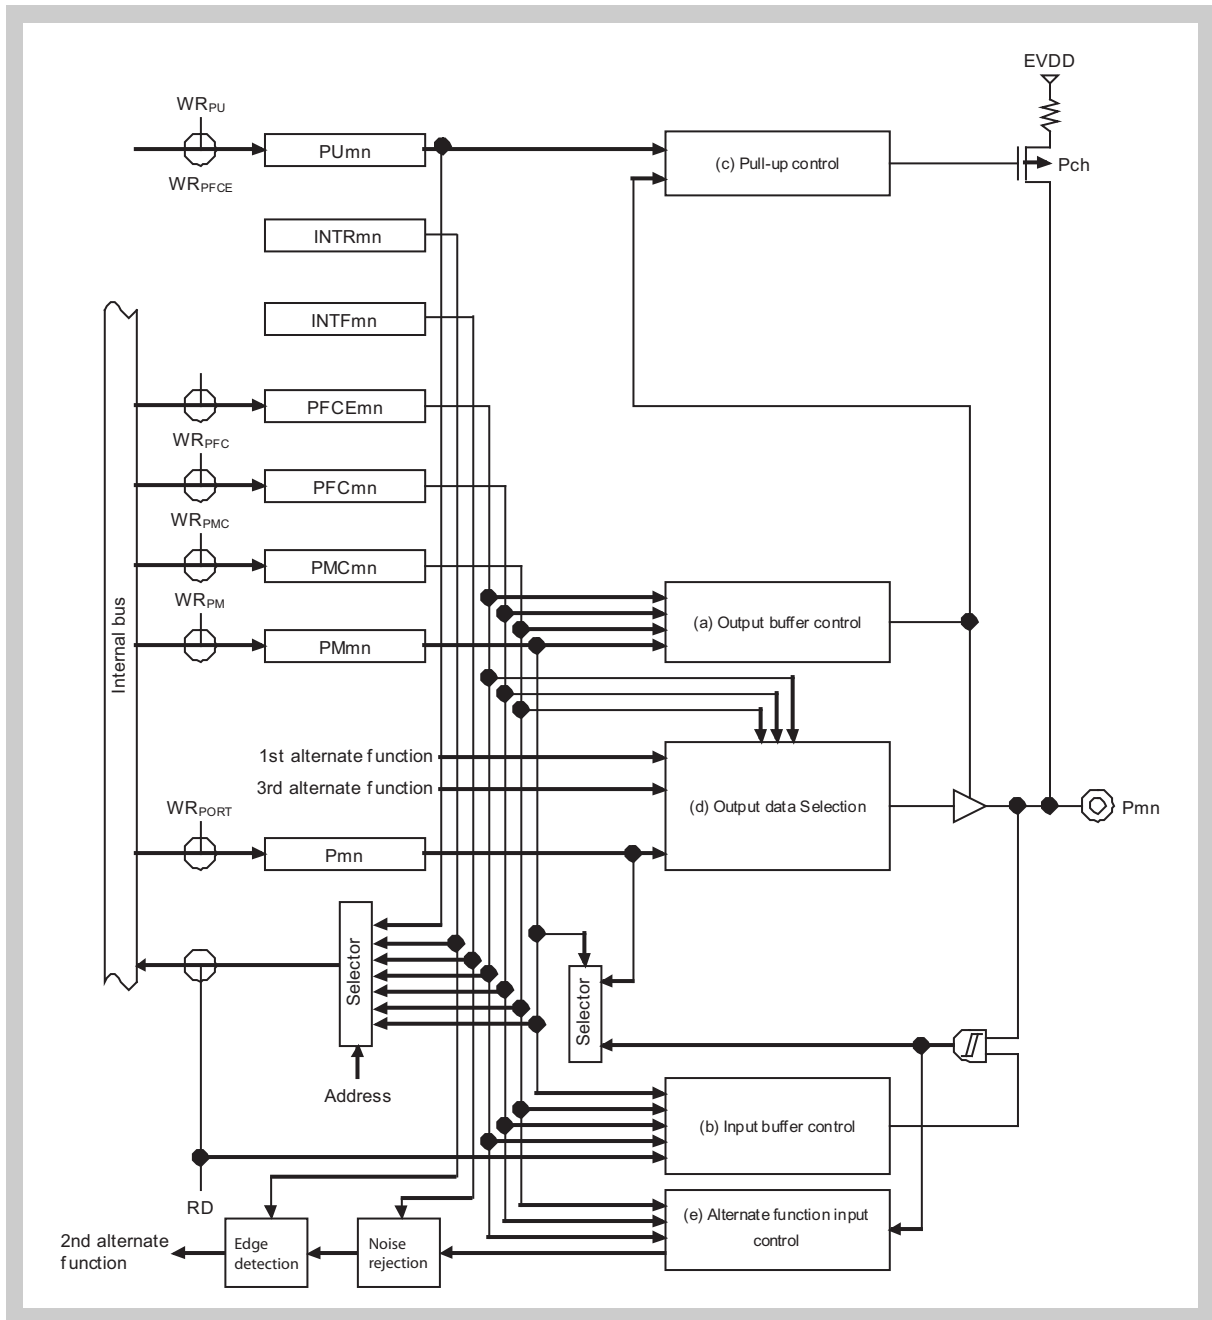 EVDD
WRPU
PUmn
(c) Pull-up control
Pch
WRPFCE
INTRmn
INTFmn
PFCEmn
WRPFC
PFCmn
WRPMC
PMCmn
WRPM
Internal bus
PMmn
(a) Output buffer control
1st alternate function
3rd alternate function
WRPORT
(d) Output data Selection
Pmn
Pmn
Selector
Selector
Address
(b) Input buffer control
RD
(e) Alternate function input
control
2nd alternate
function
Edge
detection
Noise
rejection